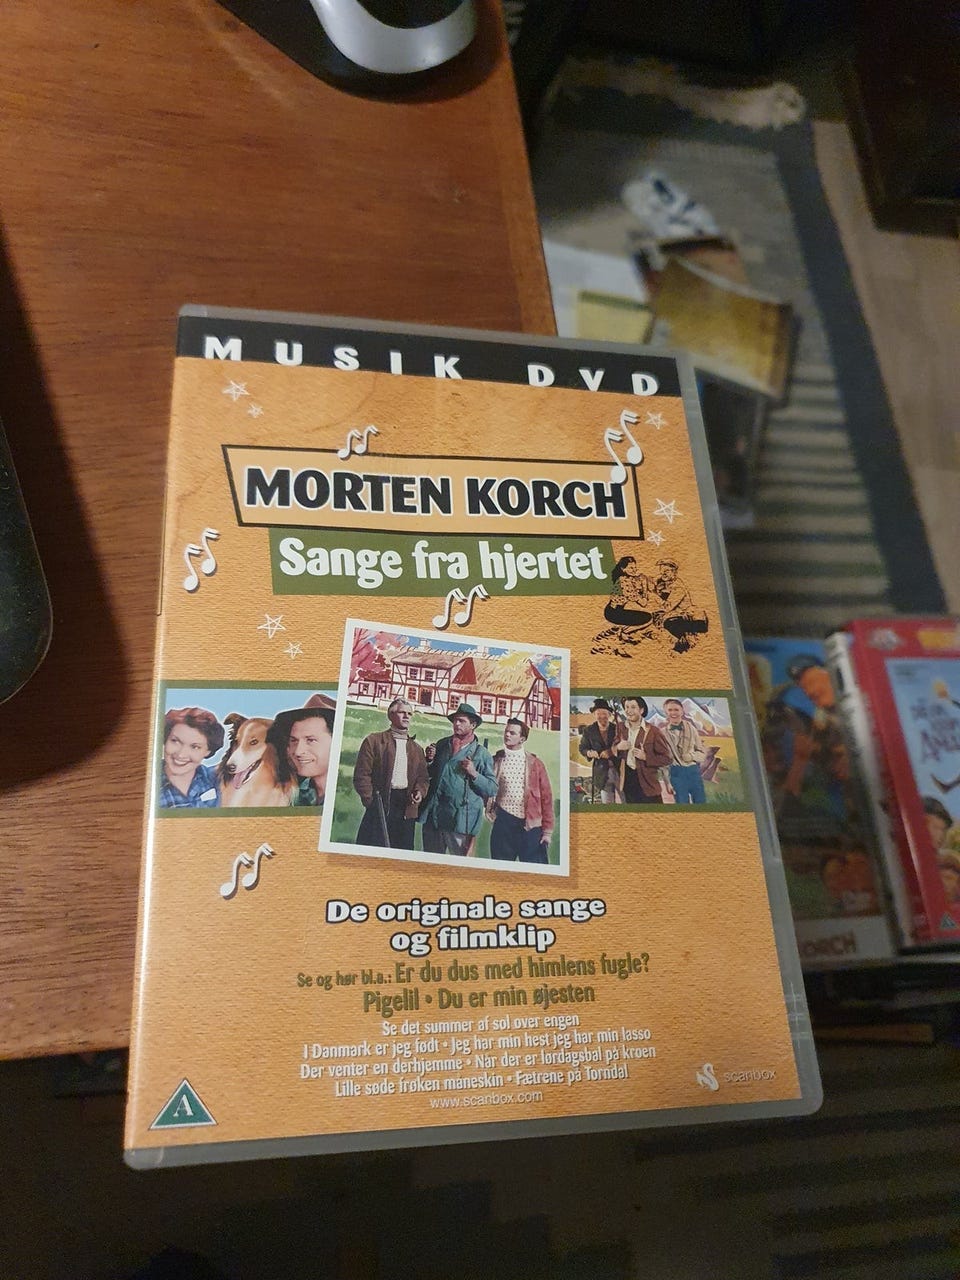 MUSIK DVD
MORTEN KORCH
Sange fra hjertet
De originale sange
og filmklip
Se og hør bl.a.: Er du dus med himlens fugle?
Pigelil • Du er min øjesten
Se det summer af sol over engen
I Danmark er jeg født • Jeg har min hest jeg har min lasso
Der venter en derhjemme • Når der er lørdagsbal på kroen
Lille søde frøken måneskin • Fætrene på Torndal
www.scanbox.com
scanbox
A
KORCH